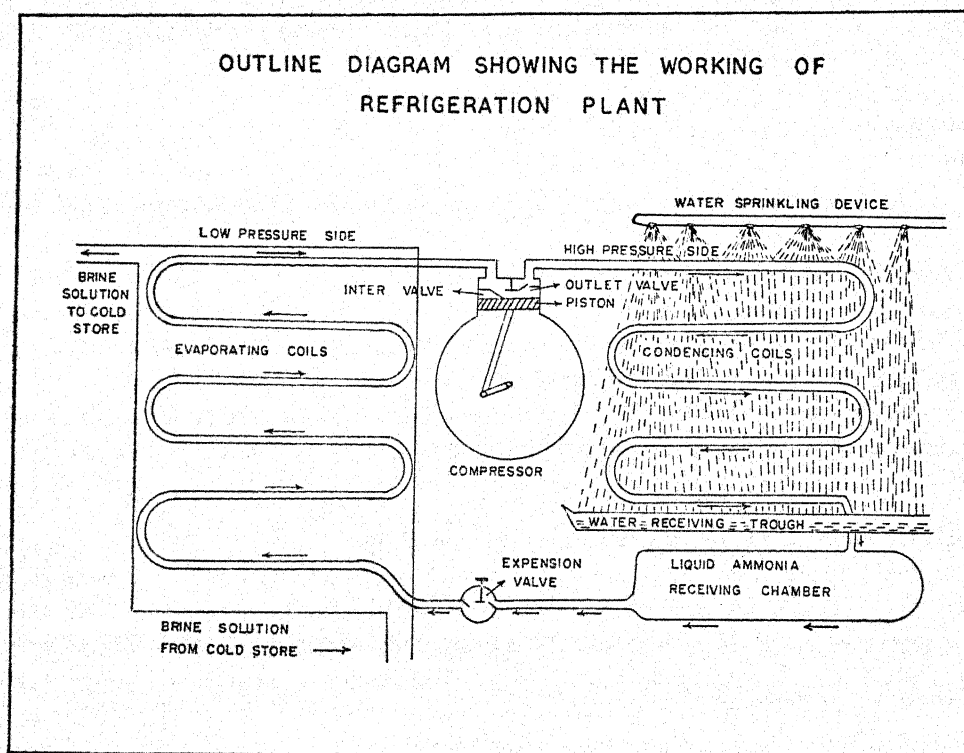 OUTLINE DIAGRAM SHOWING THE WORKING OF
REFRIGERATION PLANT
WATER SPRINKLING DEVICE
LOW PRESSURE SIDE
HIGH PRESSURE SIDE
BRINE
SOLUTION
TO COLD
STORE
INTER VALVE
OUTLET VALVE
PISTON
EVAPORATING COILS
CONDENCING COILS
COMPRESSOR
WATER RECEIVING TROUGH
EXPENSION
VALVE
LIQUID AMMONIA
RECEIVING CHAMBER
BRINE SOLUTION
FROM COLD STORE